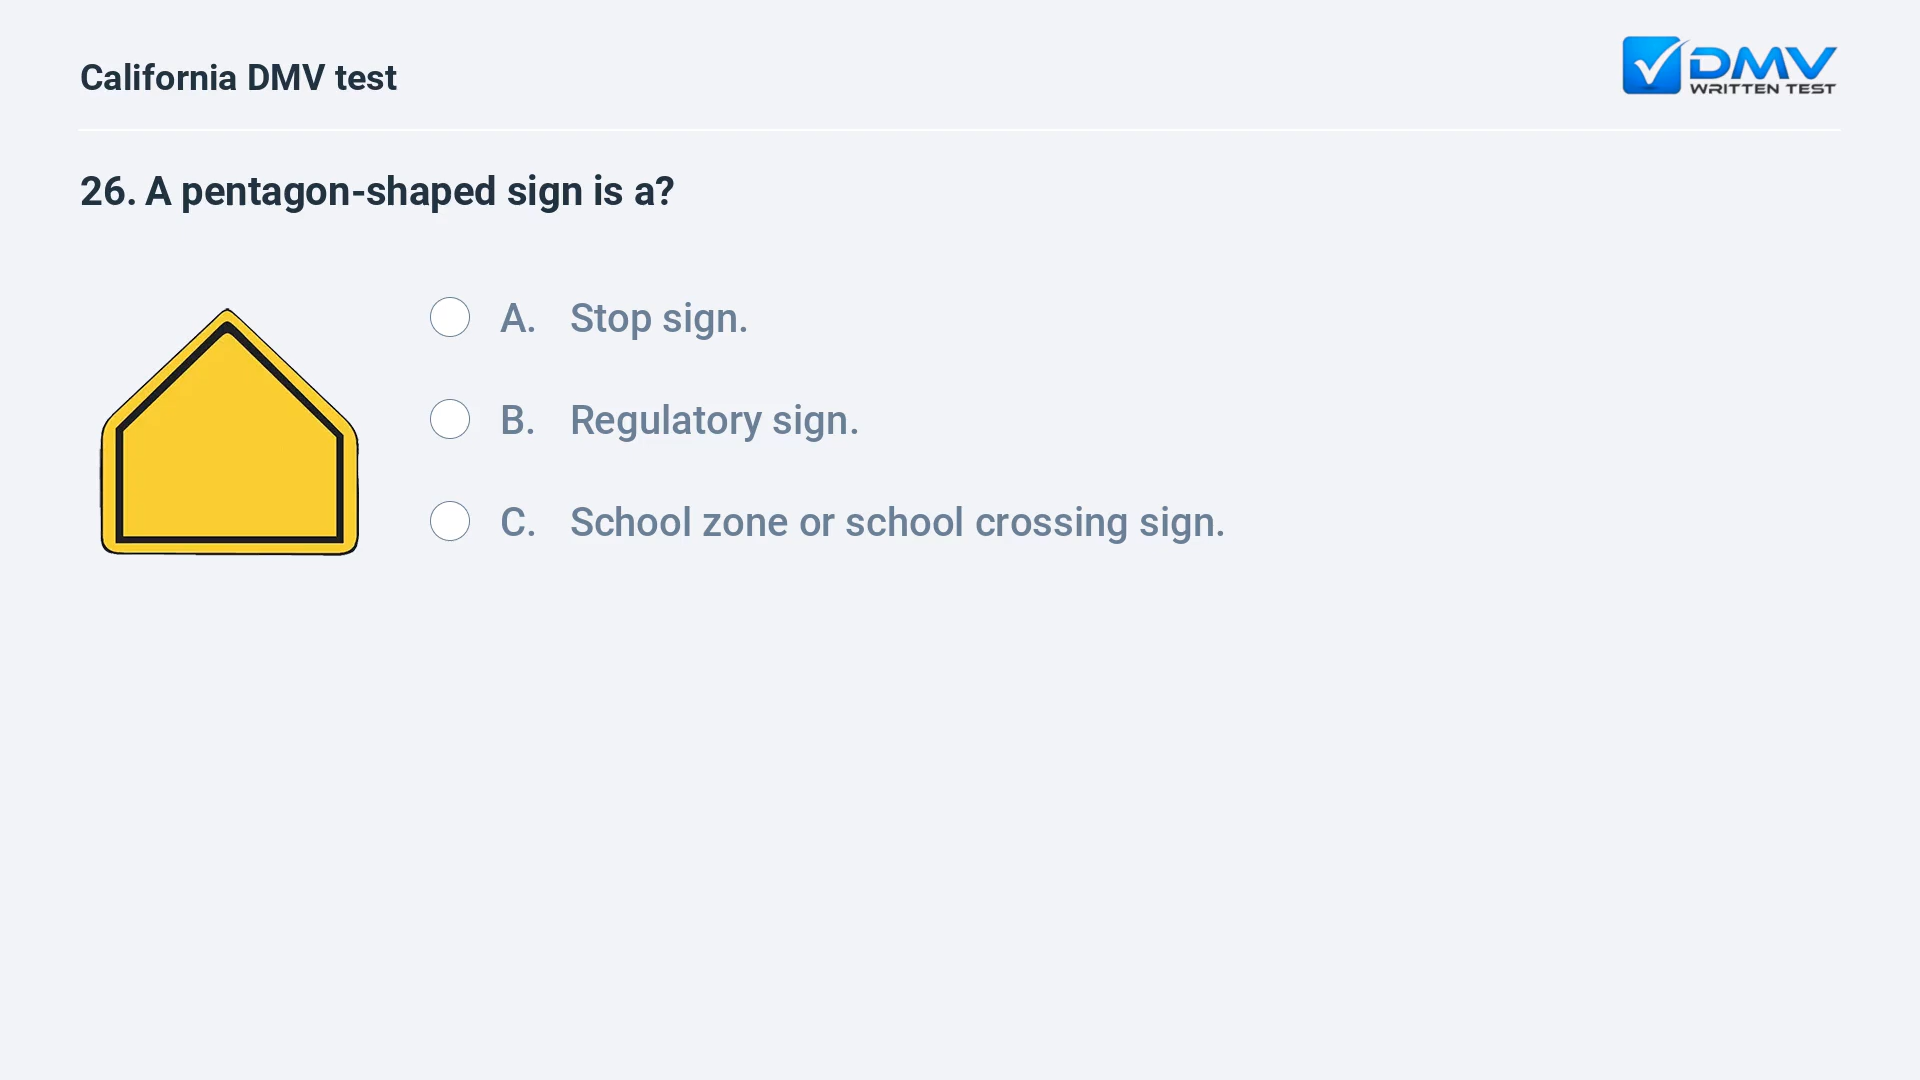 California DMV test
DMV
WRITTEN TEST
26. A pentagon-shaped sign is a?
A. Stop sign.
B. Regulatory sign.
C. School zone or school crossing sign.